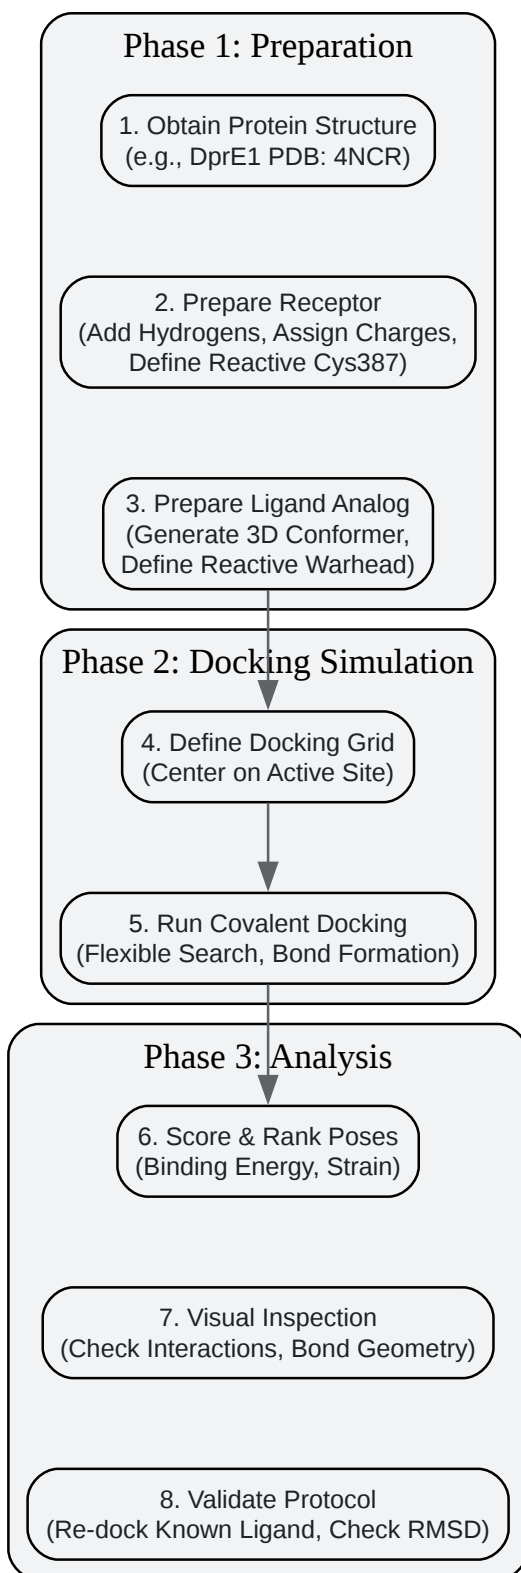 Phase 1: Preparation
1. Obtain Protein Structure
(e.g., DprE1 PDB: 4NCR)
2. Prepare Receptor
(Add Hydrogens, Assign Charges,
Define Reactive Cys387)
3. Prepare Ligand Analog
(Generate 3D Conformer,
Define Reactive Warhead)
Phase 2: Docking Simulation
4. Define Docking Grid
(Center on Active Site)
5. Run Covalent Docking
(Flexible Search, Bond Formation)
Phase 3: Analysis
6. Score & Rank Poses
(Binding Energy, Strain)
7. Visual Inspection
(Check Interactions, Bond Geometry)
8. Validate Protocol
(Re-dock Known Ligand, Check RMSD)